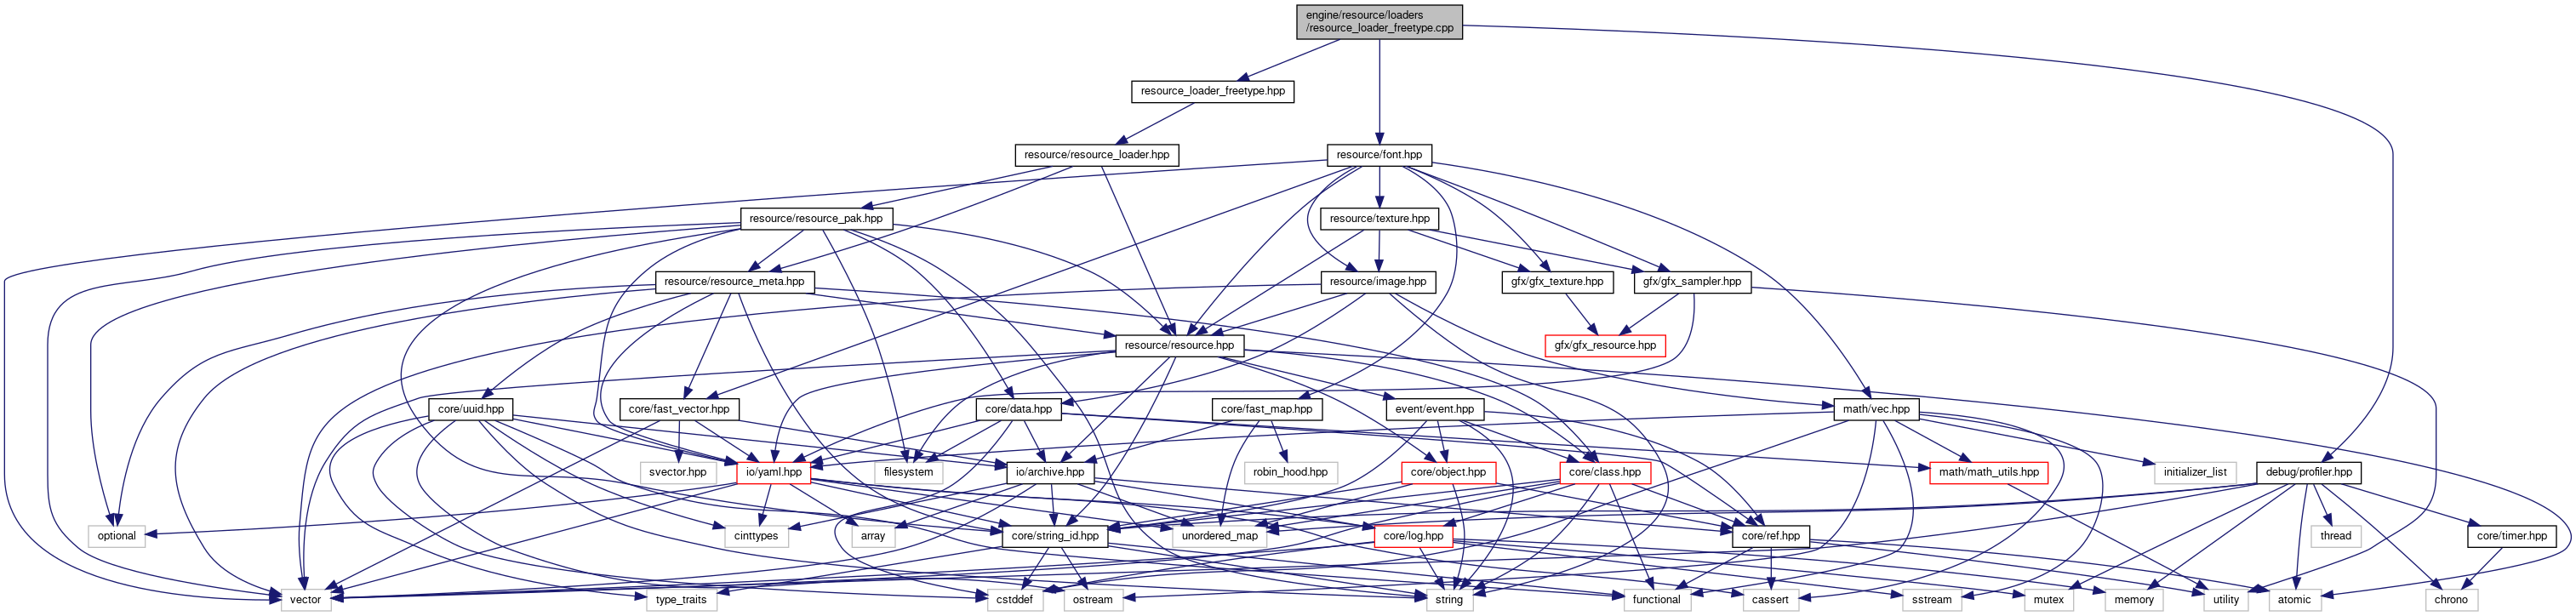 engine/resource/loaders
/resource_loader_freetype.cpp
resource_loader_freetype.hpp
resource/resource_loader.hpp
resource/font.hpp
resource/resource_pak.hpp
resource/texture.hpp
resource/resource_meta.hpp
resource/image.hpp
gfx/gfx_texture.hpp
gfx/gfx_sampler.hpp
resource/resource.hpp
gfx/gfx_resource.hpp
core/uuid.hpp
core/fast_vector.hpp
core/data.hpp
core/fast_map.hpp
event/event.hpp
math/vec.hpp
svector.hpp
io/yaml.hpp
filesystem
io/archive.hpp
robin_hood.hpp
core/object.hpp
core/class.hpp
math/math_utils.hpp
initializer_list
debug/profiler.hpp
optional
cinttypes
array
core/string_id.hpp
unordered_map
core/log.hpp
core/ref.hpp
thread
core/timer.hpp
vector
type_traits
cstddef
ostream
string
functional
cassert
sstream
mutex
memory
utility
atomic
chrono